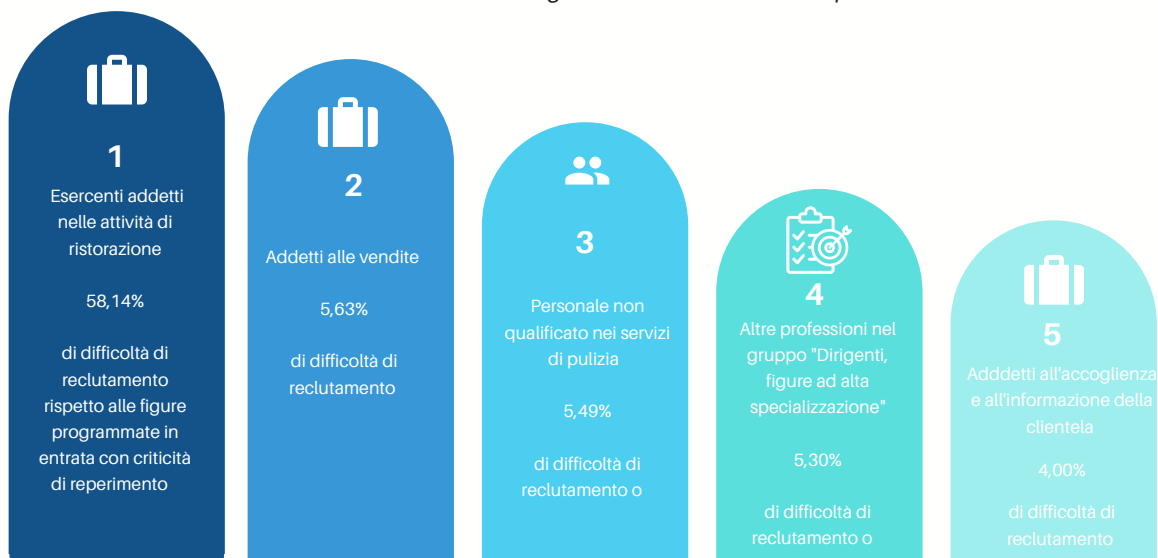 1
Esercenti addetti
nelle attività di
ristorazione
58,14%
di difficoltà di
reclutamento
rispetto alle figure
programmate in
entrata con criticità
di reperimento
2
Addetti alle vendite
5,63%
di difficoltà di
reclutamento
3
Personale non
qualificato nei servizi
di pulizia
5,49%
di difficoltà di
reclutamento o
4
Altre professioni nel
gruppo "Dirigenti,
figure ad alta
specializzazione"
5,30%
di difficoltà di
reclutamento o
5
Adddetti all'accoglienza
e all'informazione della
clientela
4,00%
di difficoltà di
reclutamento